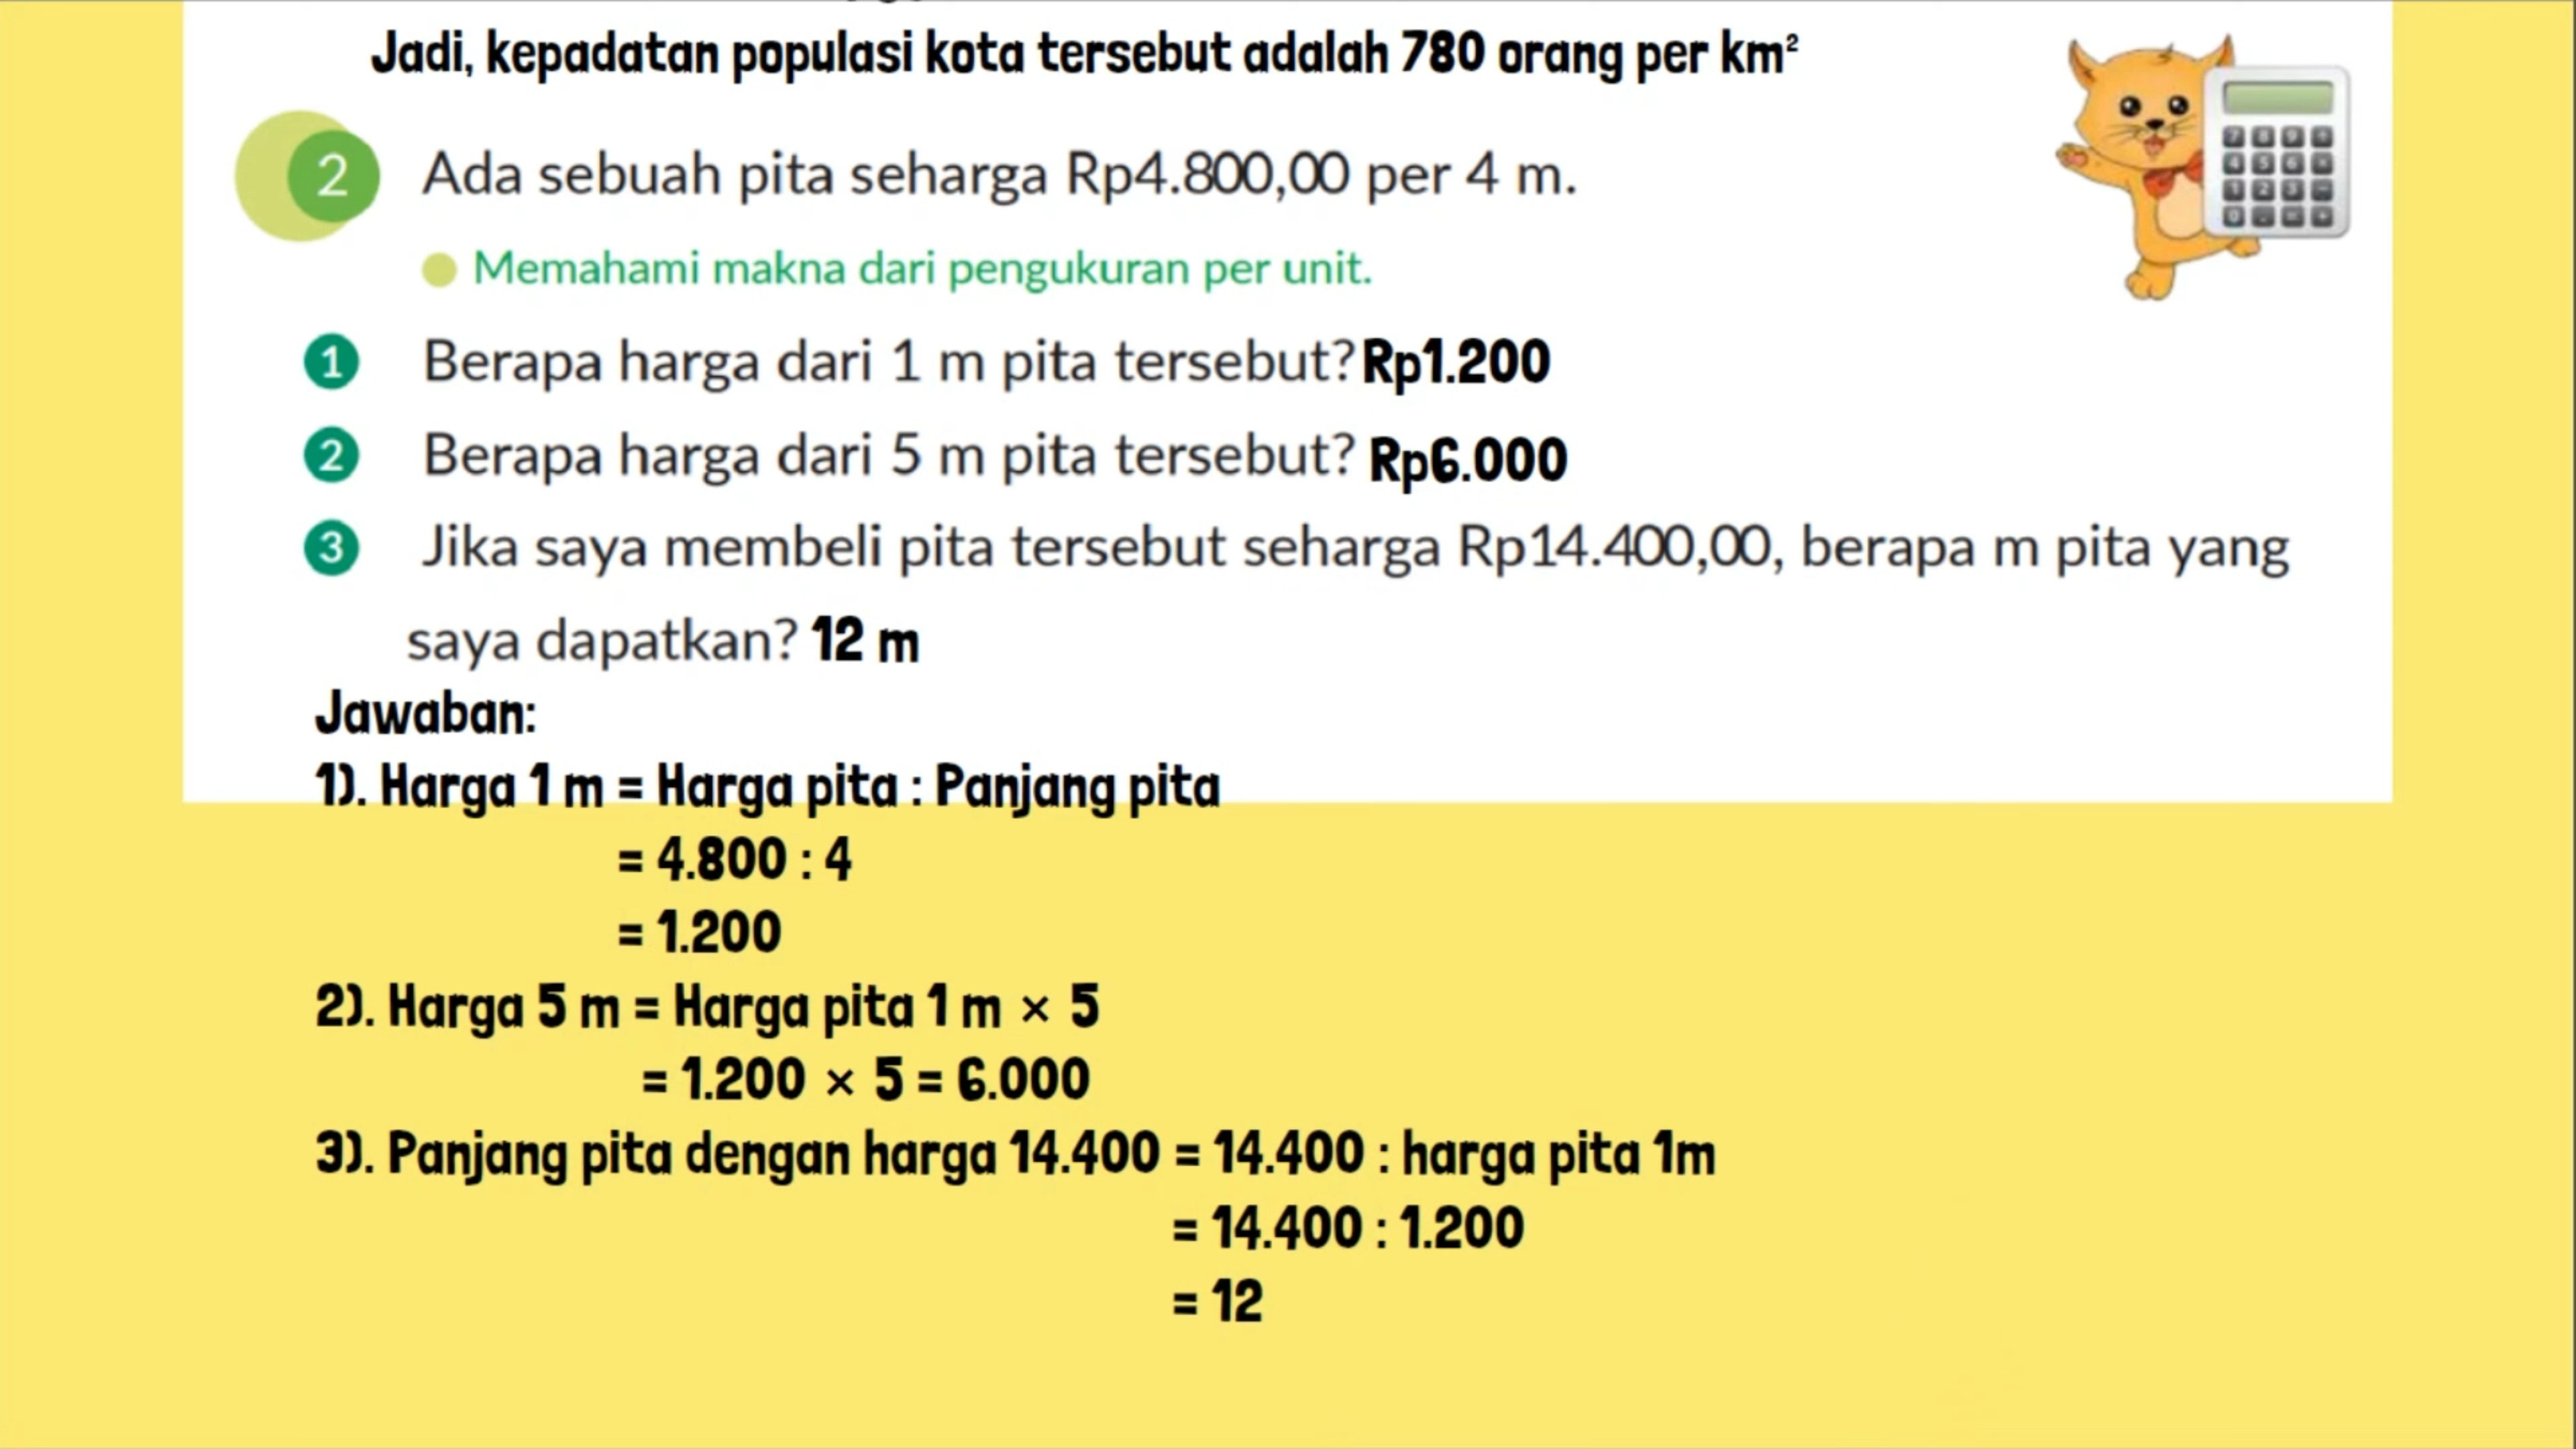 Jadi, kepadatan populasi kota tersebut adalah 780 orang per km²
2 Ada sebuah pita seharga Rp4.800,00 per 4 m.
Memahami makna dari pengukuran per unit.
1 Berapa harga dari 1 m pita tersebut? Rp1.200
2 Berapa harga dari 5 m pita tersebut? Rp6.000
3 Jika saya membeli pita tersebut seharga Rp14.400,00, berapa m pita yang
saya dapatkan? 12 m
Jawaban:
1). Harga 1 m = Harga pita : Panjang pita
= 4.800 : 4
= 1.200
2). Harga 5 m = Harga pita 1 m × 5
= 1.200 × 5 = 6.000
3). Panjang pita dengan harga 14.400 = 14.400 : harga pita 1m
= 14.400 : 1.200
= 12